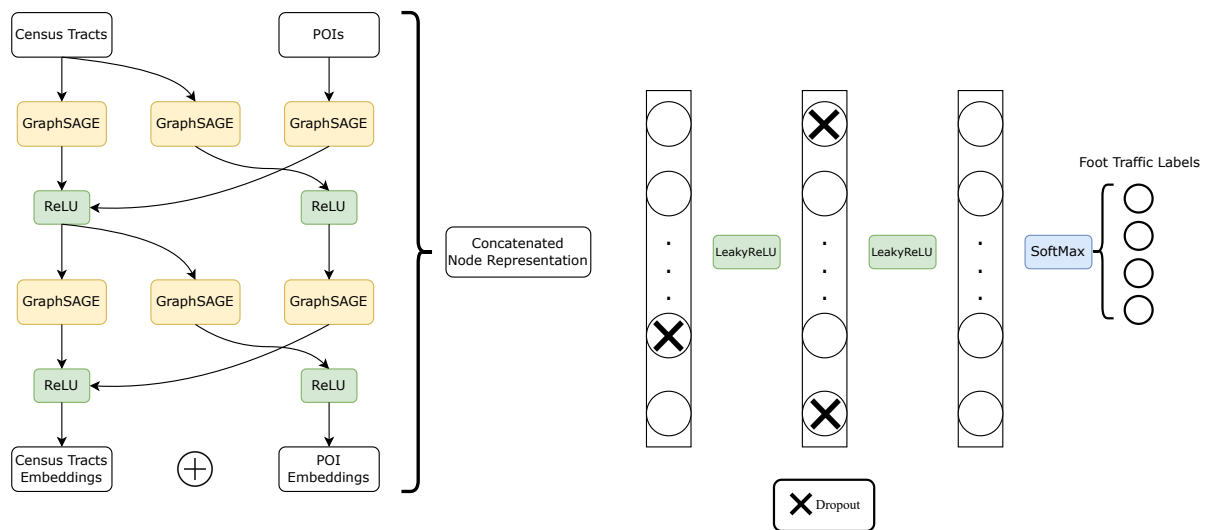 Census Tracts
POIs
GraphSAGE
GraphSAGE
GraphSAGE
ReLU
ReLU
GraphSAGE
GraphSAGE
GraphSAGE
ReLU
ReLU
Census Tracts
Embeddings
POI
Embeddings
Concatenated
Node Representation
LeakyReLU
LeakyReLU
SoftMax
Foot Traffic Labels
Dropout